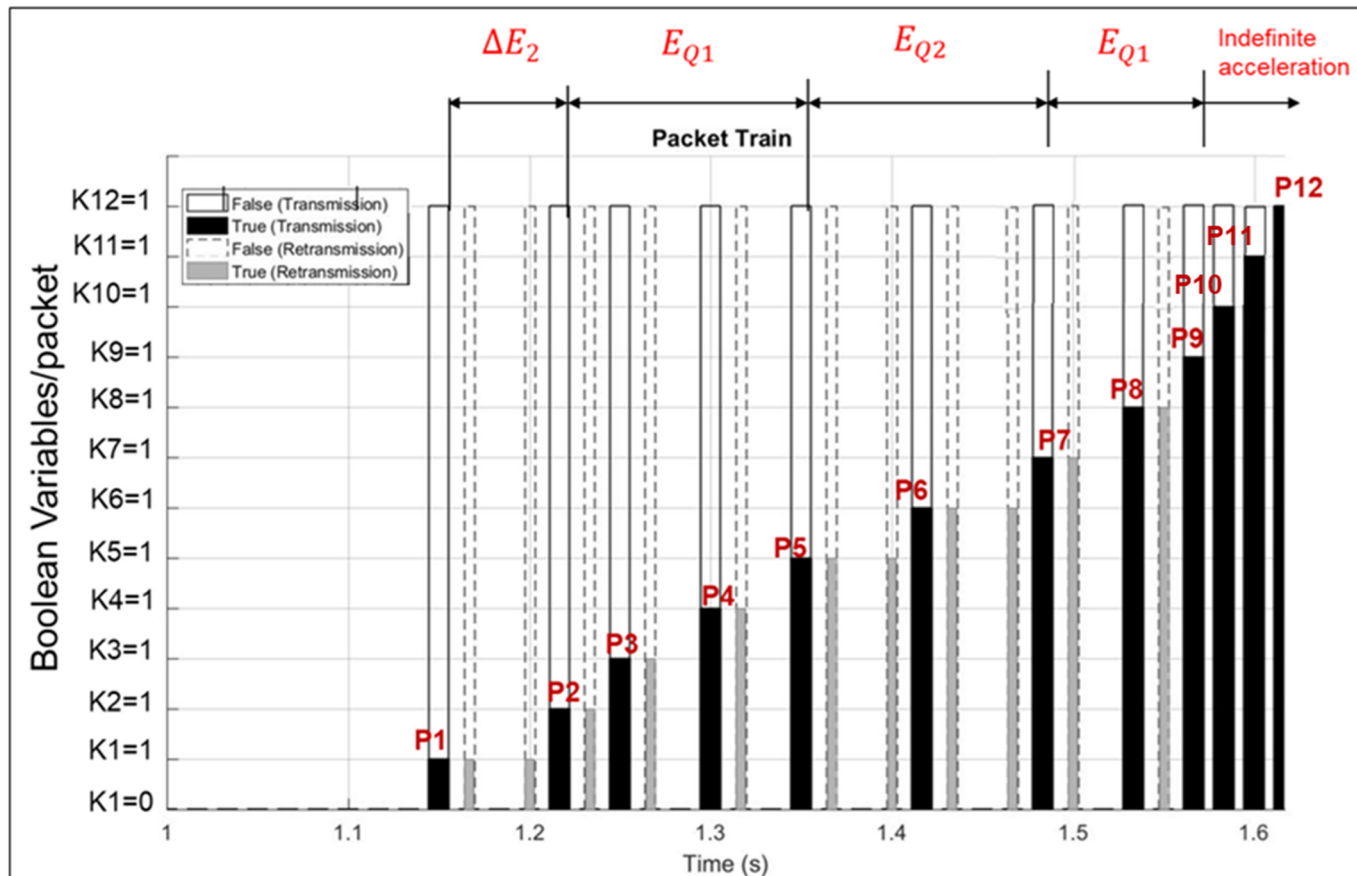 ΔE₂
E_Q1
E_Q2
E_Q1
Indefinite
acceleration
Packet Train
False (Transmission)
True (Transmission)
False (Retransmission)
True (Retransmission)
Boolean Variables/packet
K12=1
K11=1
K10=1
K9=1
K8=1
K7=1
K6=1
K5=1
K4=1
K3=1
K2=1
K1=1
K1=0
P1
P2
P3
P4
P5
P6
P7
P8
P9
P10
P11
P12
1
1.1
1.2
1.3
1.4
1.5
1.6
Time (s)